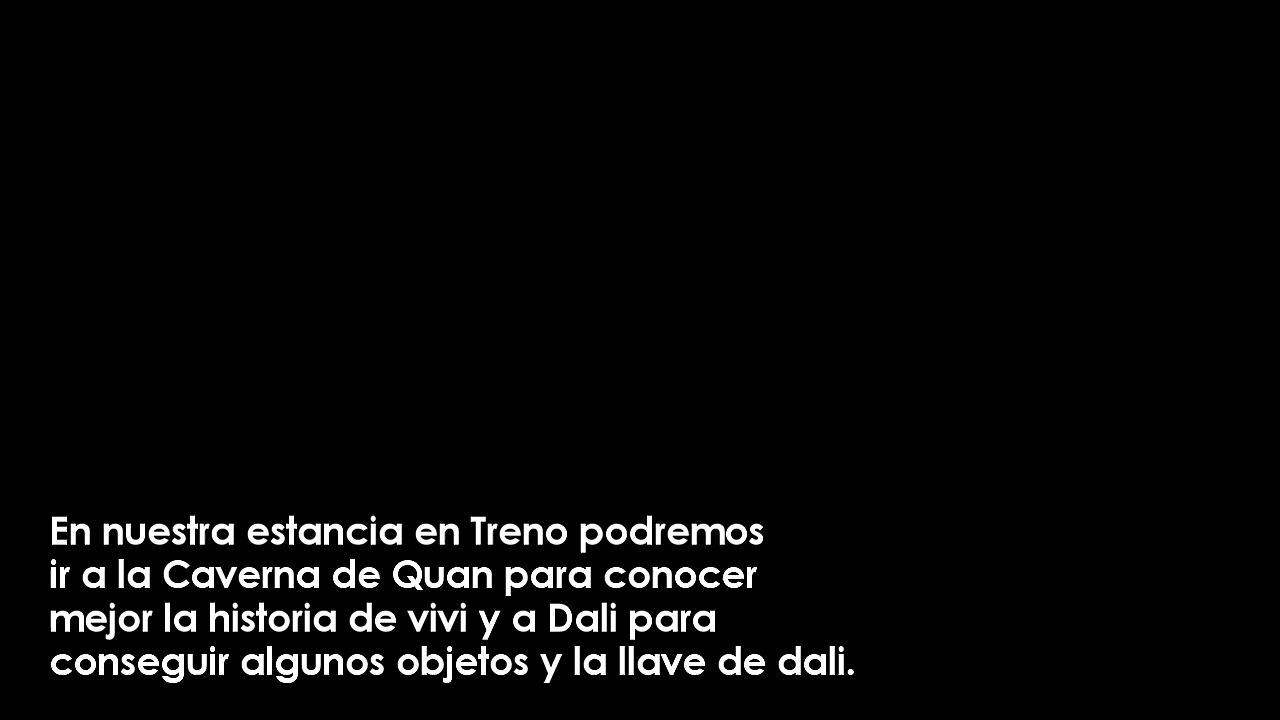 En nuestra estancia en Treno podremos
ir a la Caverna de Quan para conocer
mejor la historia de vivi y a Dali para
conseguir algunos objetos y la llave de dali.